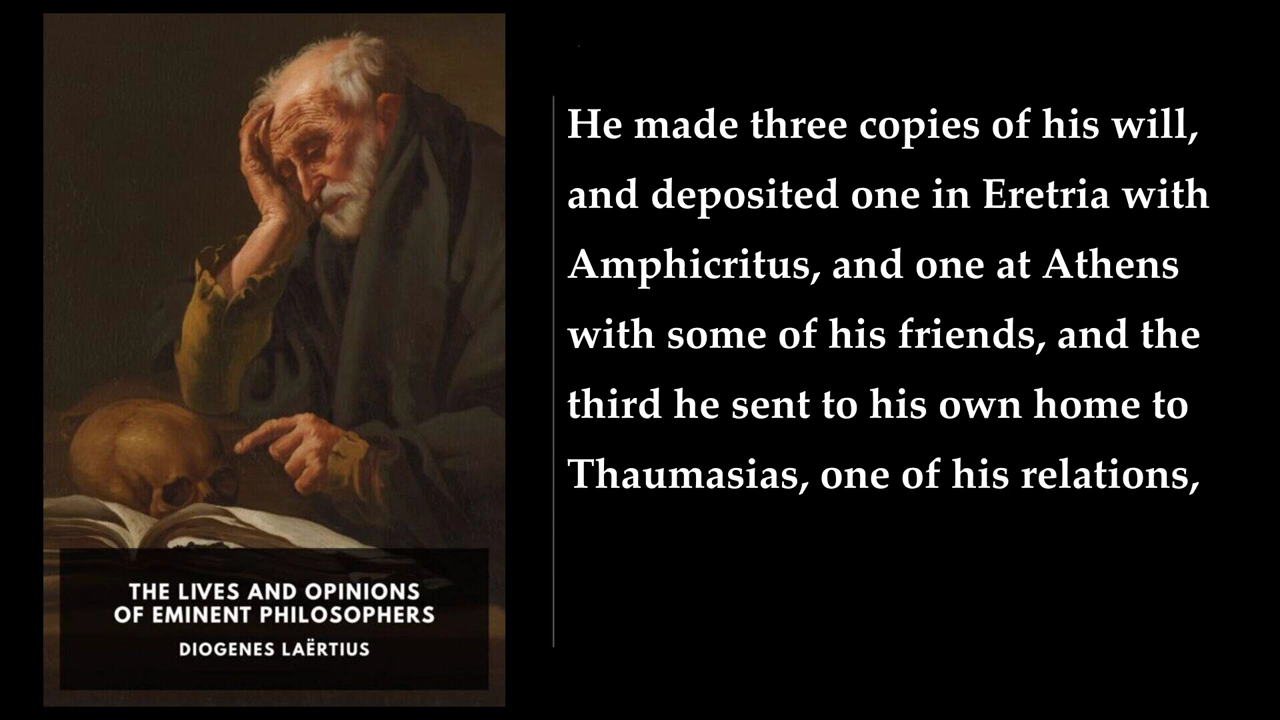 THE LIVES AND OPINIONS
OF EMINENT PHILOSOPHERS
DIOGENES LAËRTIUS
He made three copies of his will,
and deposited one in Eretria with
Amphicritus, and one at Athens
with some of his friends, and the
third he sent to his own home to
Thaumasias, one of his relations,